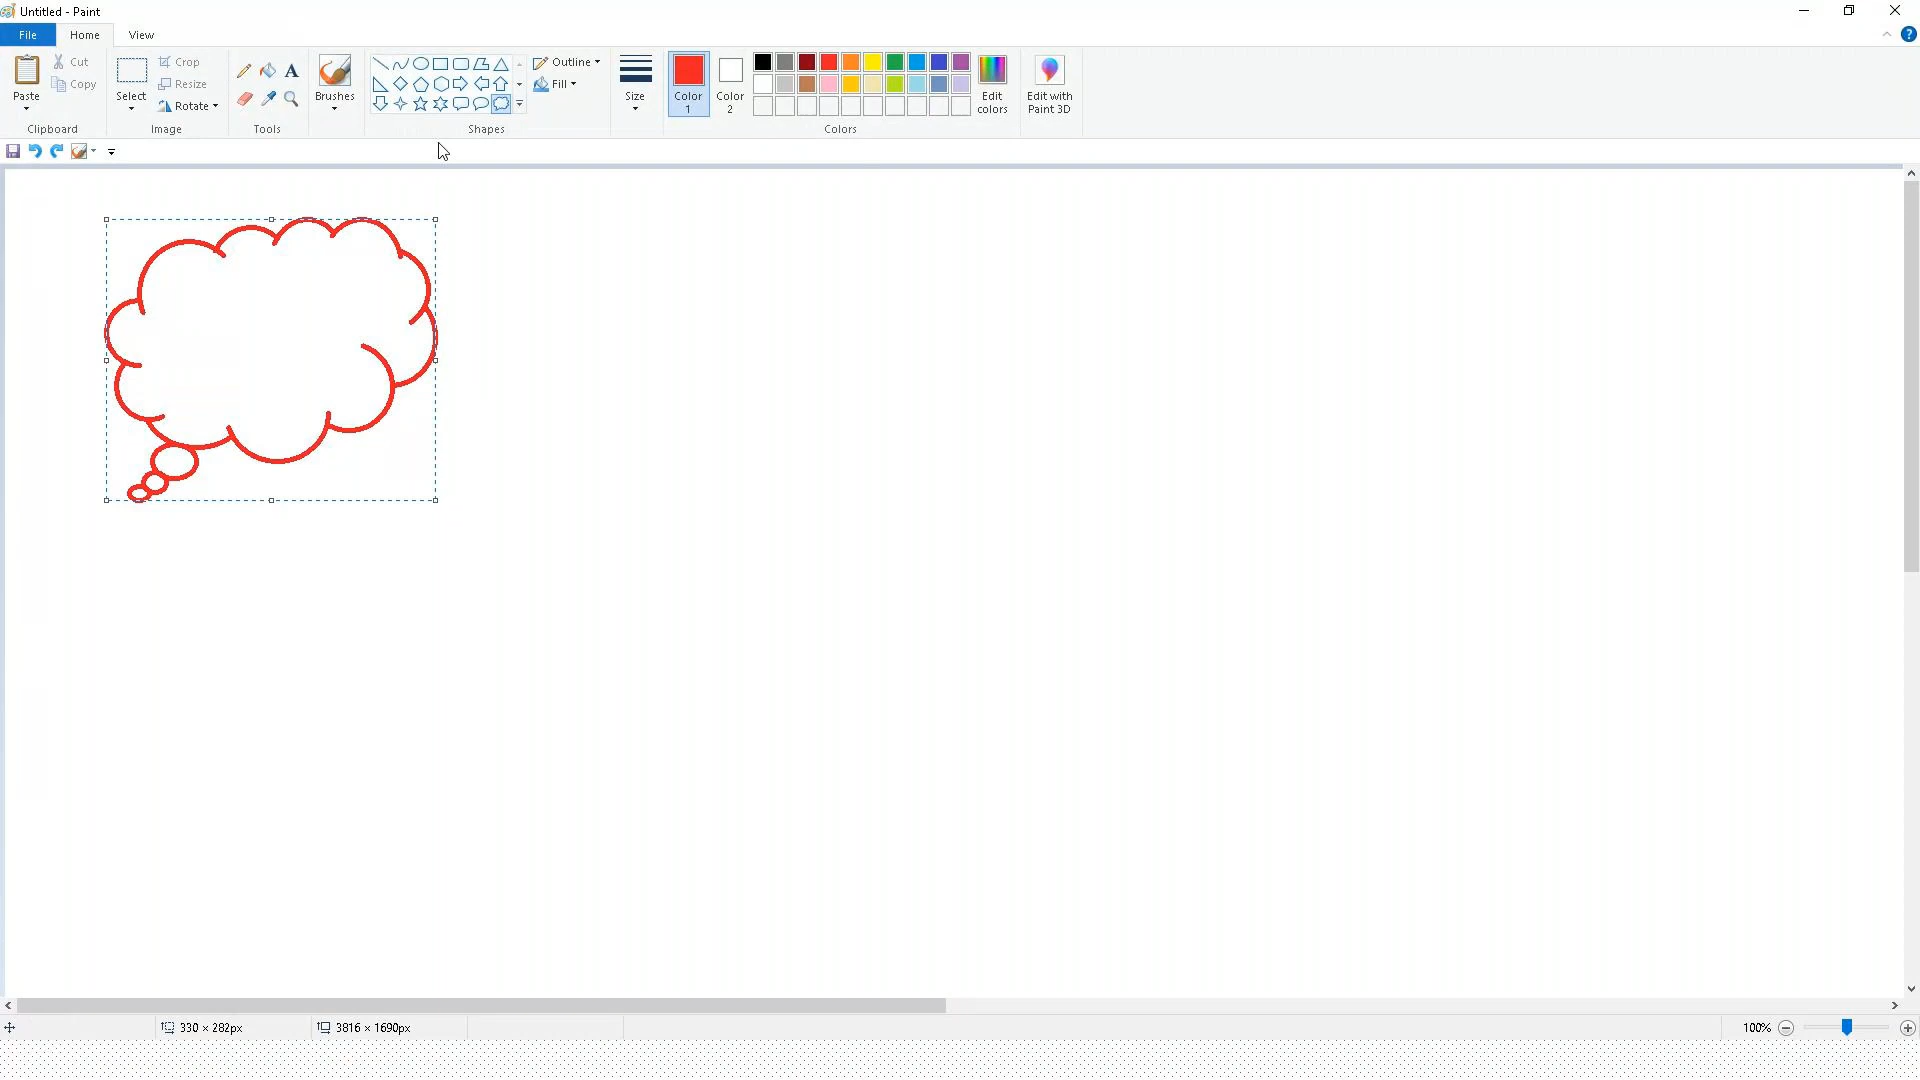 Untitled - Paint
File Home View
Paste
Cut
Copy
Clipboard
Select
Crop
Resize
Rotate
Image
A
Tools
Brushes
Outline
Fill
Shapes
Size
Color 1
Color 2
Edit colors
Colors
Edit with Paint 3D
?
330 × 282px
3816 × 1690px
100%